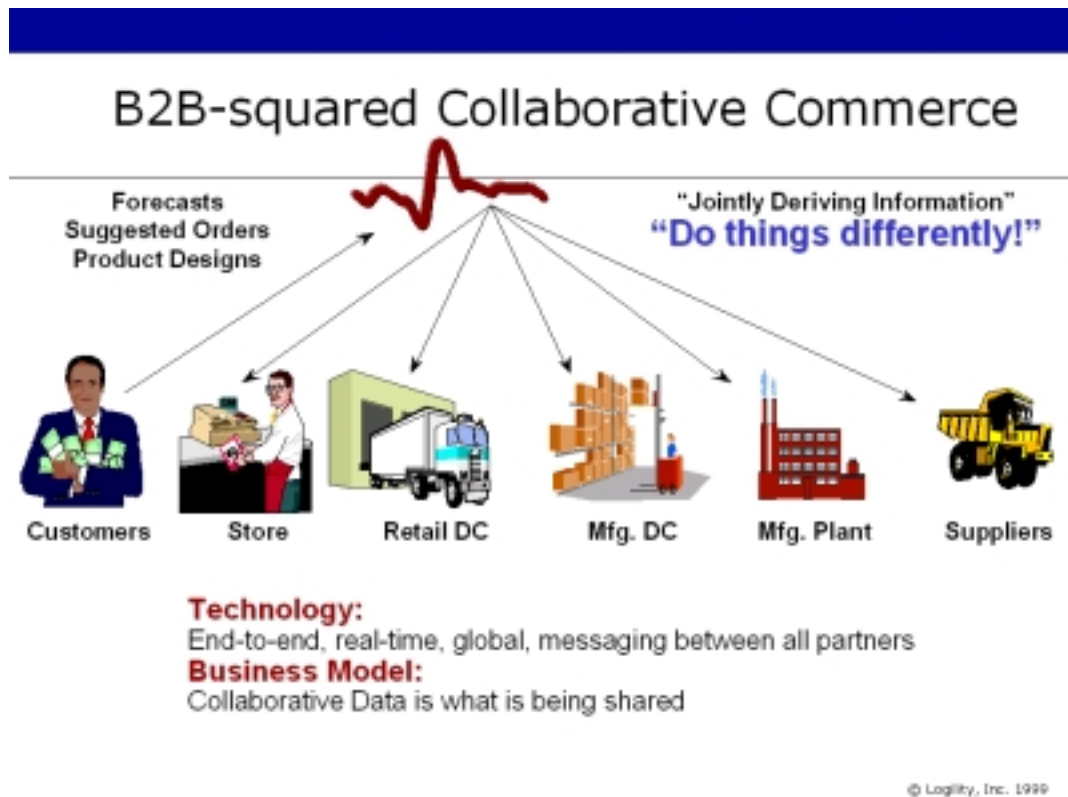 B2B-squared Collaborative Commerce
Forecasts
Suggested Orders
Product Designs
“Jointly Deriving Information”
“Do things differently!”
Customers
Store
Retail DC
Mfg. DC
Mfg. Plant
Suppliers
Technology:
End-to-end, real-time, global, messaging between all partners
Business Model:
Collaborative Data is what is being shared
© Logility, Inc. 1999